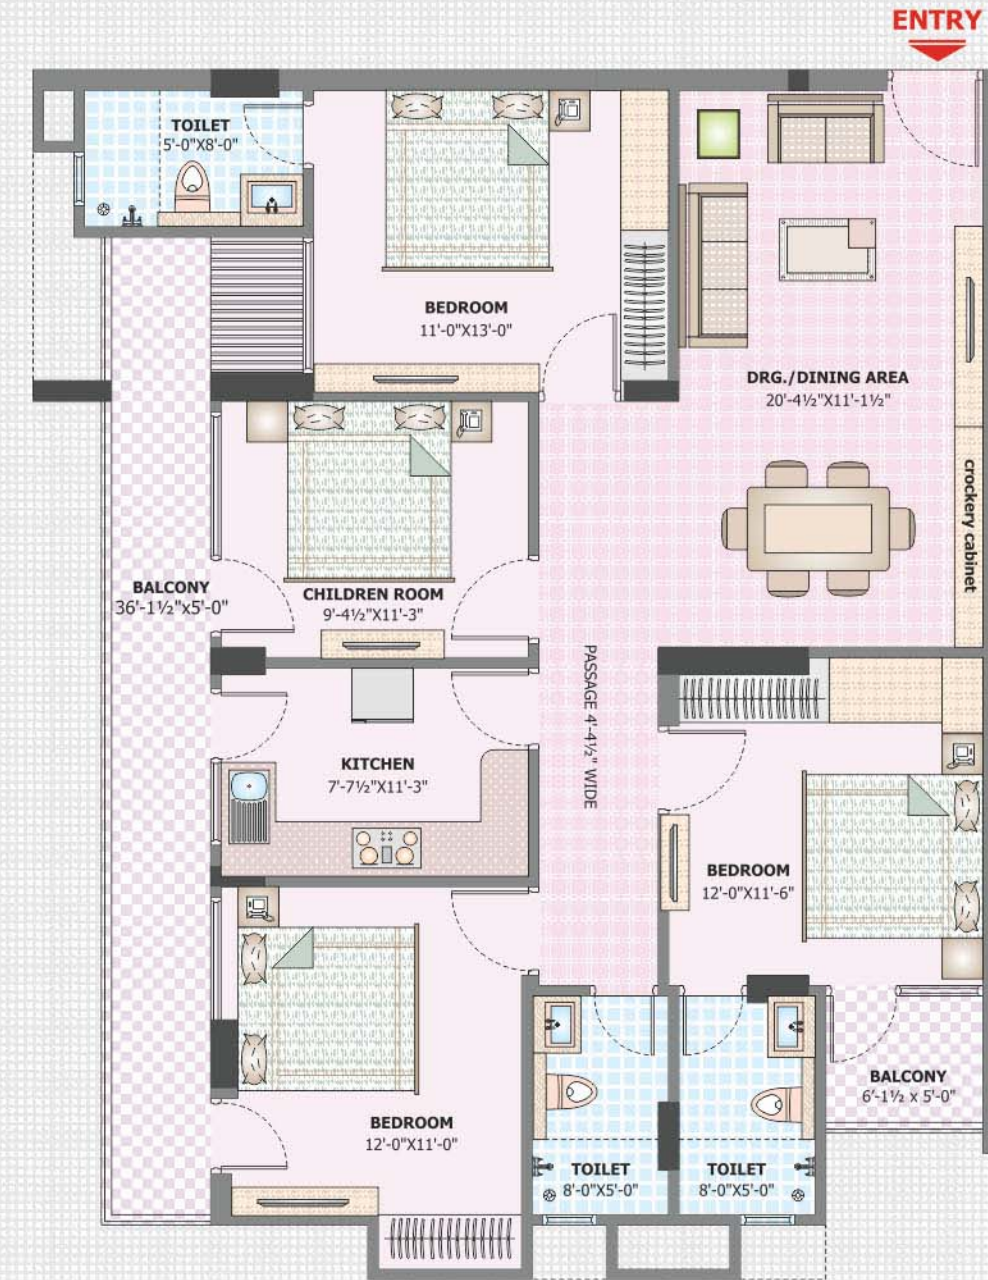 ENTRY
TOILET
5'-0"X8'-0"
BEDROOM
11'-0"X13'-0"
DRG./DINING AREA
20'-4½"X11'-1½"
crockery cabinet
BALCONY
36'-1½"x5'-0"
CHILDREN ROOM
9'-4½"X11'-3"
PASSAGE 4'-4½" WIDE
KITCHEN
7'-7½"X11'-3"
BEDROOM
12'-0"X11'-6"
BEDROOM
12'-0"X11'-0"
BALCONY
6'-1½ x 5'-0"
TOILET
8'-0"X5'-0"
TOILET
8'-0"X5'-0"